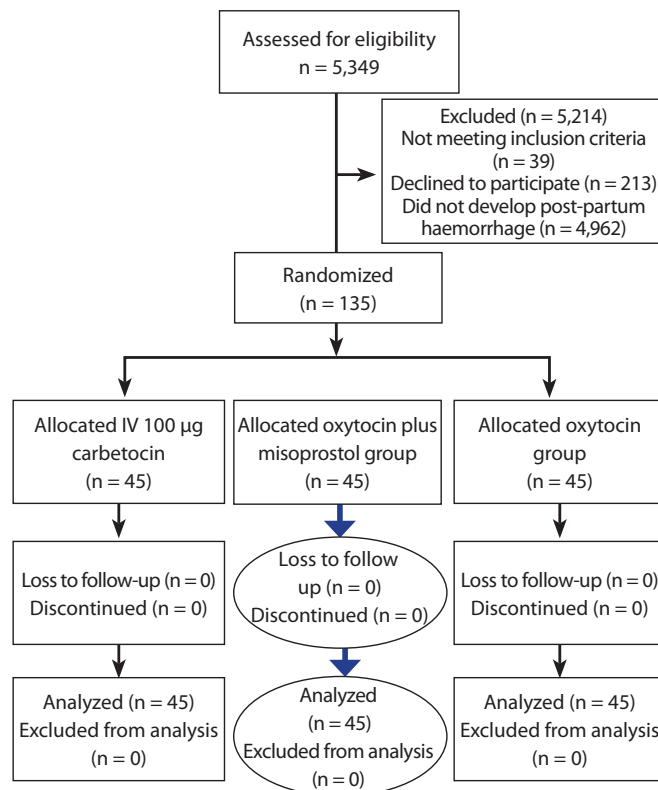 Assessed for eligibility
n = 5,349
Excluded (n = 5,214)
Not meeting inclusion criteria
(n = 39)
Declined to participate (n = 213)
Did not develop post-partum
haemorrhage (n = 4,962)
Randomized
(n = 135)
Allocated IV 100 µg
carbetocin
(n = 45)
Allocated oxytocin plus
misoprostol group
(n = 45)
Allocated oxytocin
group
(n = 45)
Loss to follow-up (n = 0)
Discontinued (n = 0)
Loss to follow
up (n = 0)
Discontinued (n = 0)
Loss to follow-up (n = 0)
Discontinued (n = 0)
Analyzed (n = 45)
Excluded from analysis
(n = 0)
Analyzed
(n = 45)
Excluded from analysis
(n = 0)
Analyzed (n = 45)
Excluded from analysis
(n = 0)